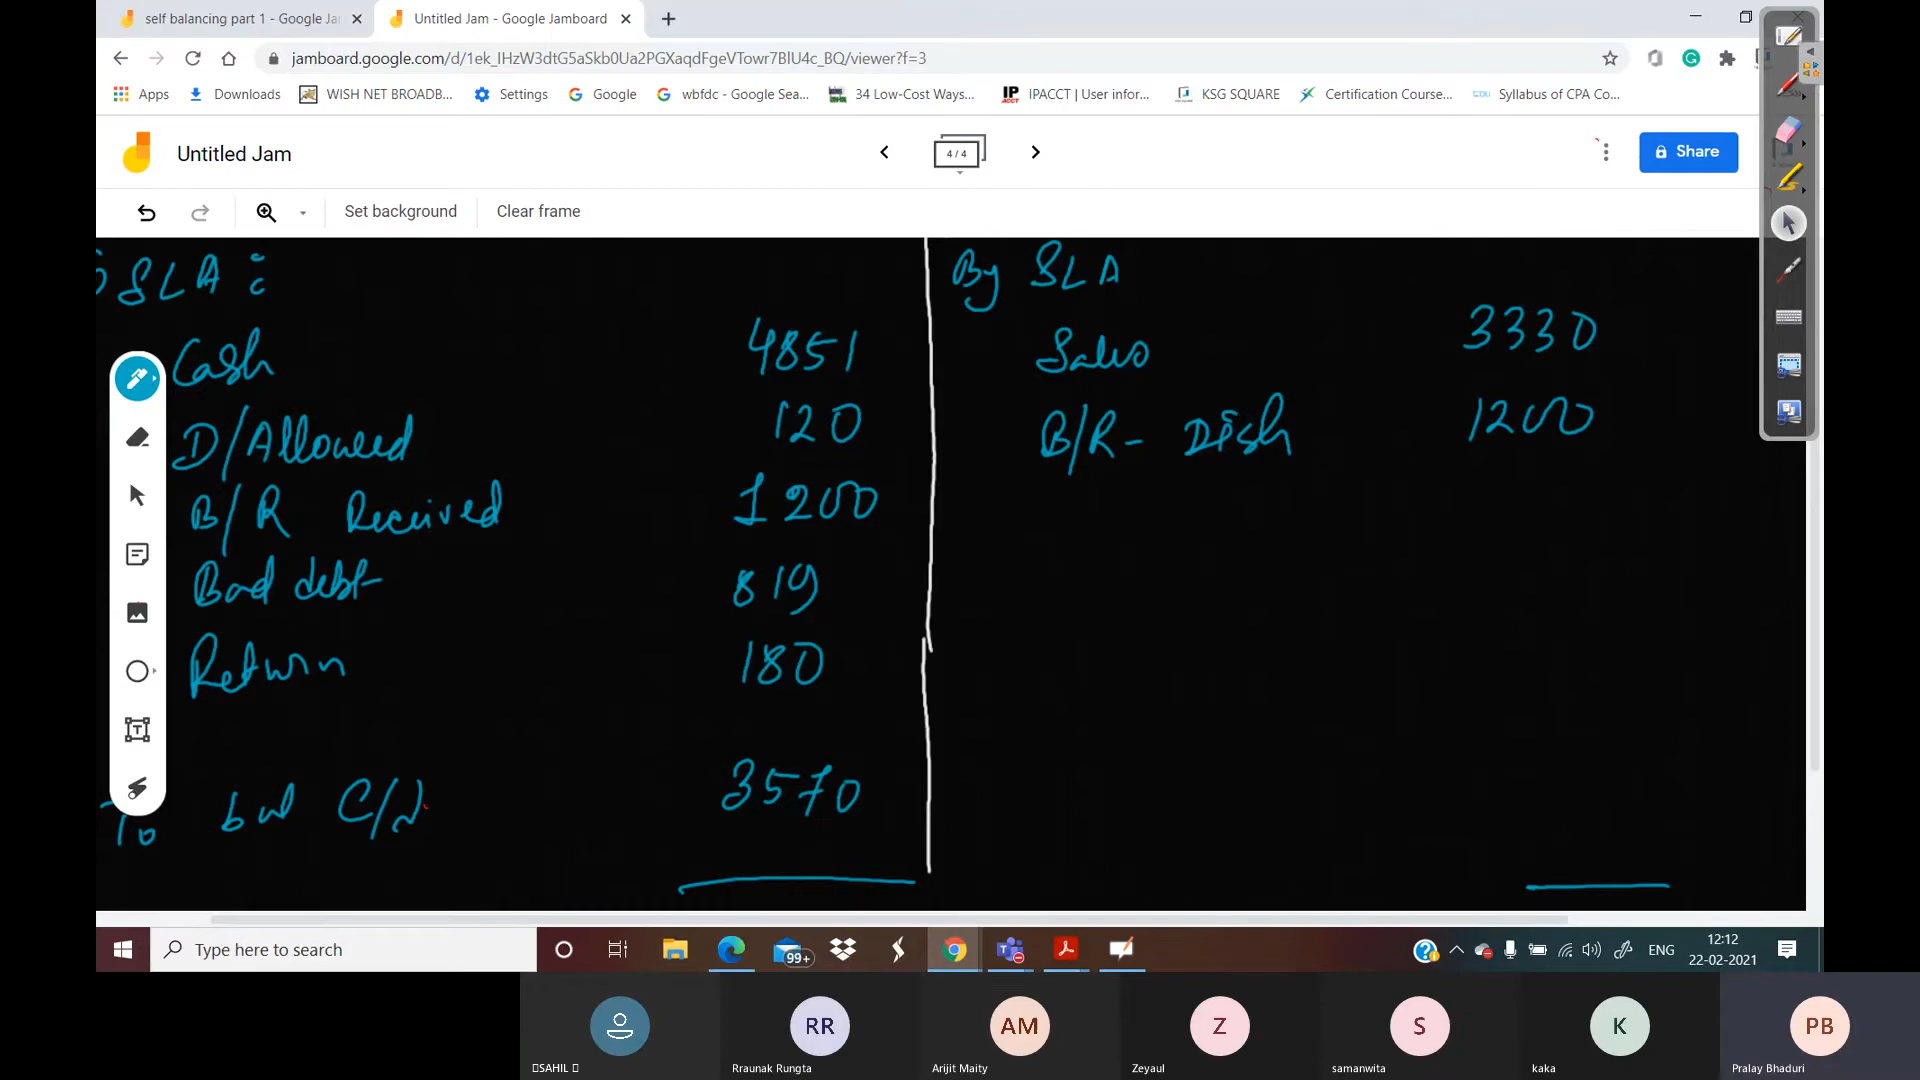 self balancing part 1 - Google Ja
Untitled Jam - Google Jamboard
jamboard.google.com/d/1ek_IHzW3dtG5aSkb0Ua2PGXaqdFgeVTowr7BlU4c_BQ/viewer?f=3
Apps
Downloads
WISH NET BROADB...
Settings
Google
wbfdc - Google Sea...
34 Low-Cost Ways...
IPACCT | User infor...
KSG SQUARE
Certification Course...
Syllabus of CPA Co...
Untitled Jam
4 / 4
Share
Set background
Clear frame
SLA :
Cash 4851
D/Allowed 120
B/R Received 1200
Bad debt 819
Return 180
To bal C/d 3570
By SLA
Sales 3330
B/R - Dish 1200
Type here to search
99+
ENG
12:12
22-02-2021
SAHIL
RR
Rraunak Rungta
AM
Arijit Maity
Z
Zeyaul
S
samanwita
K
kaka
PB
Pralay Bhaduri